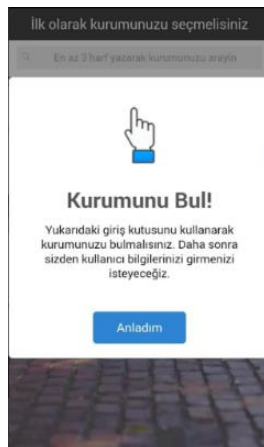 İlk olarak kurumunuzu seçmelisiniz
En az 3 harf yazarak kurumunuzu arayın
Kurumunu Bul!
Yukarıdaki giriş kutusunu kullanarak
kurumunuzu bulmalısınız. Daha sonra
sizden kullanıcı bilgilerinizi girmenizi
isteyeceğiz.
Anladım